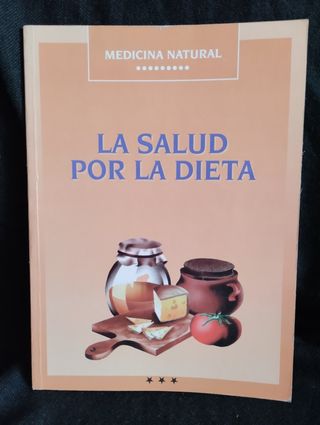 MEDICINA NATURAL
LA SALUD
POR LA DIETA